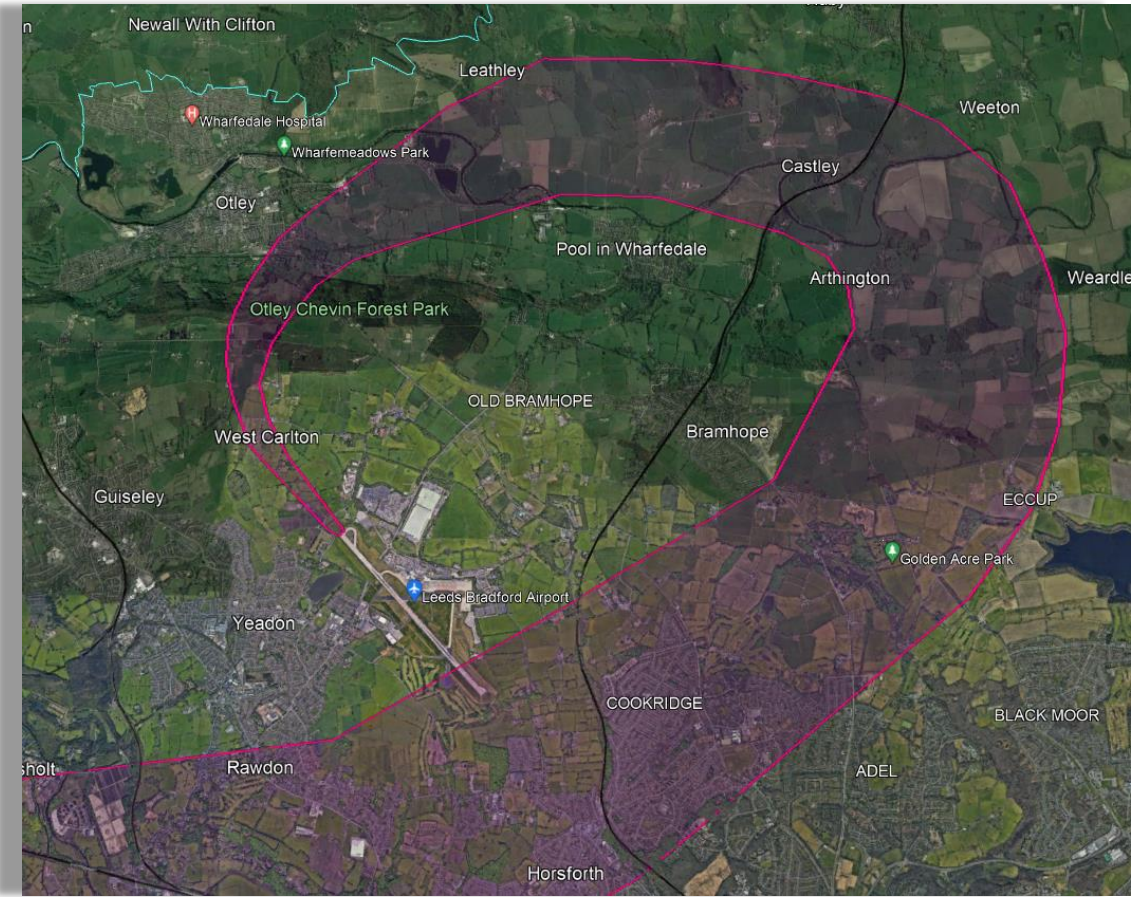 Newall With Clifton
Leathley
Weeton
Wharfedale Hospital
Wharfemeadows Park
Castley
Otley
Pool in Wharfedale
Arthington
Otley Chevin Forest Park
OLD BRAMHOPE
Bramhope
West Carlton
Guiseley
ECCUP
Golden Acre Park
Leeds Bradford Airport
Yeadon
COOKRIDGE
BLACK MOOR
Rawdon
ADEL
Horsforth